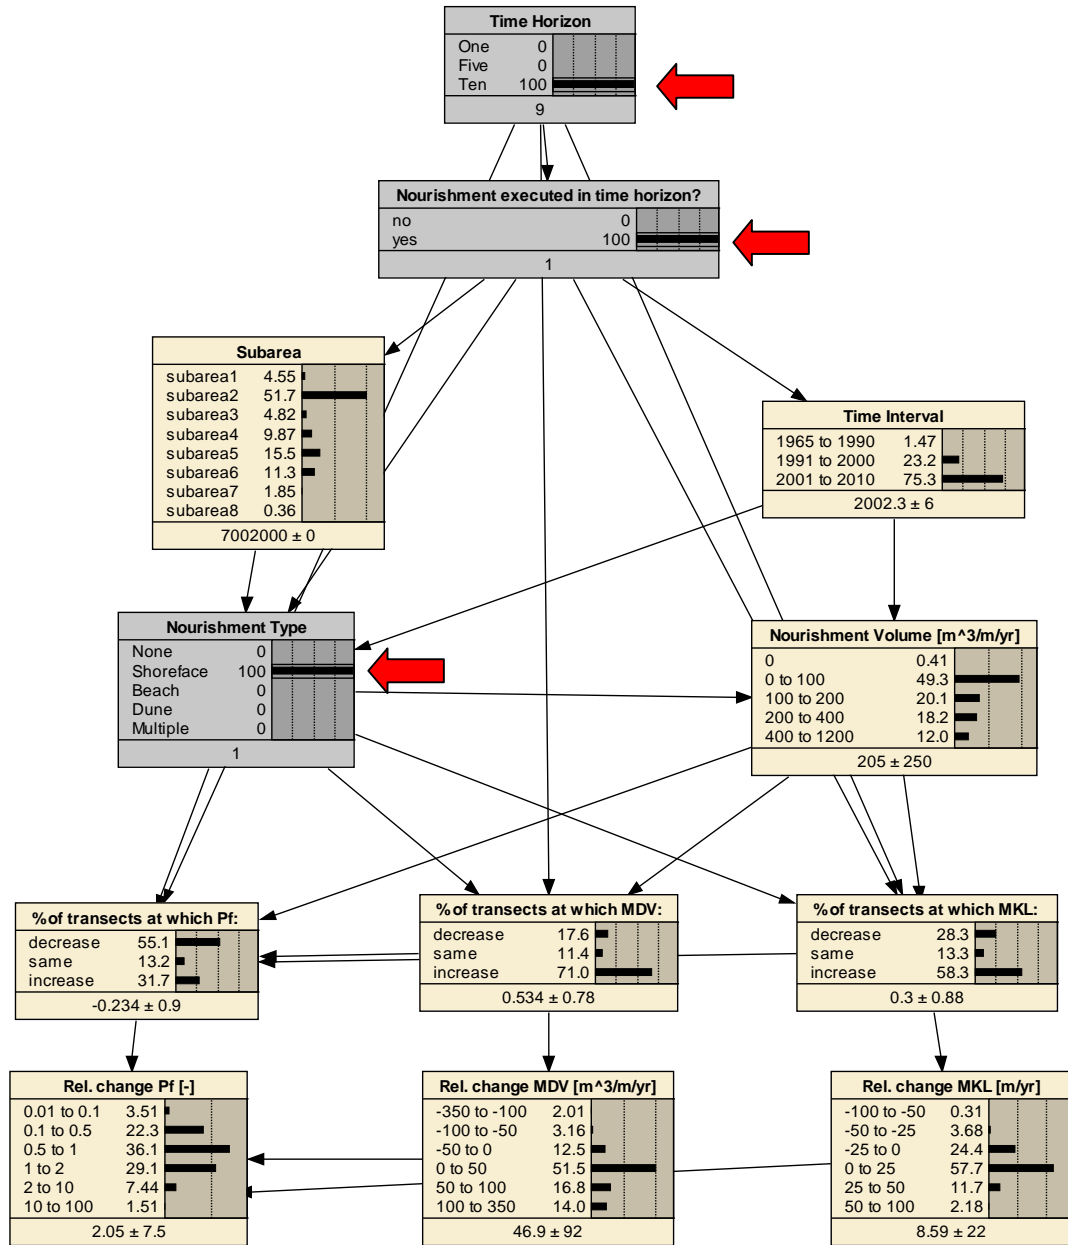 Time Horizon
One 0
Five 0
Ten 100
9
Nourishment executed in time horizon?
no 0
yes 100
1
Subarea
subarea1 4.55
subarea2 51.7
subarea3 4.82
subarea4 9.87
subarea5 15.5
subarea6 11.3
subarea7 1.85
subarea8 0.36
7002000 ± 0
Time Interval
1965 to 1990 1.47
1991 to 2000 23.2
2001 to 2010 75.3
2002.3 ± 6
Nourishment Type
None 0
Shoreface 100
Beach 0
Dune 0
Multiple 0
1
Nourishment Volume [m^3/m/yr]
0 0.41
0 to 100 49.3
100 to 200 20.1
200 to 400 18.2
400 to 1200 12.0
205 ± 250
% of transects at which Pf:
decrease 55.1
same 13.2
increase 31.7
-0.234 ± 0.9
% of transects at which MDV:
decrease 17.6
same 11.4
increase 71.0
0.534 ± 0.78
% of transects at which MKL:
decrease 28.3
same 13.3
increase 58.3
0.3 ± 0.88
Rel. change Pf [-]
0.01 to 0.1 3.51
0.1 to 0.5 22.3
0.5 to 1 36.1
1 to 2 29.1
2 to 10 7.44
10 to 100 1.51
2.05 ± 7.5
Rel. change MDV [m^3/m/yr]
-350 to -100 2.01
-100 to -50 3.16
-50 to 0 12.5
0 to 50 51.5
50 to 100 16.8
100 to 350 14.0
46.9 ± 92
Rel. change MKL [m/yr]
-100 to -50 0.31
-50 to -25 3.68
-25 to 0 24.4
0 to 25 57.7
25 to 50 11.7
50 to 100 2.18
8.59 ± 22